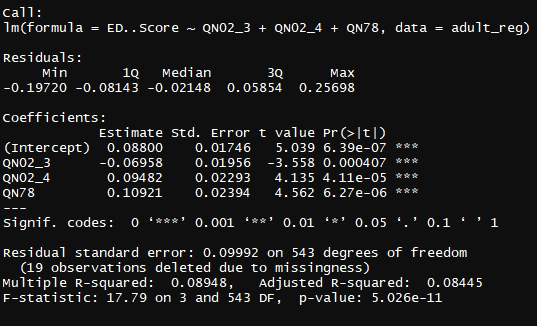 Call:
lm(formula = ED..Score ~ QN02_3 + QN02_4 + QN78, data = adult_reg)
Residuals:
Min 1Q Median 3Q Max
-0.19720 -0.08143 -0.02148 0.05854 0.25698
Coefficients:
Estimate Std. Error t value Pr(>|t|)
(Intercept) 0.08800 0.01746 5.039 6.39e-07 ***
QN02_3 -0.06958 0.01956 -3.558 0.000407 ***
QN02_4 0.09482 0.02293 4.135 4.11e-05 ***
QN78 0.10921 0.02394 4.562 6.27e-06 ***
---
Signif. codes: 0 ‘***’ 0.001 ‘**’ 0.01 ‘*’ 0.05 ‘.’ 0.1 ‘ ’ 1
Residual standard error: 0.09992 on 543 degrees of freedom
(19 observations deleted due to missingness)
Multiple R-squared: 0.08948, Adjusted R-squared: 0.08445
F-statistic: 17.79 on 3 and 543 DF, p-value: 5.026e-11